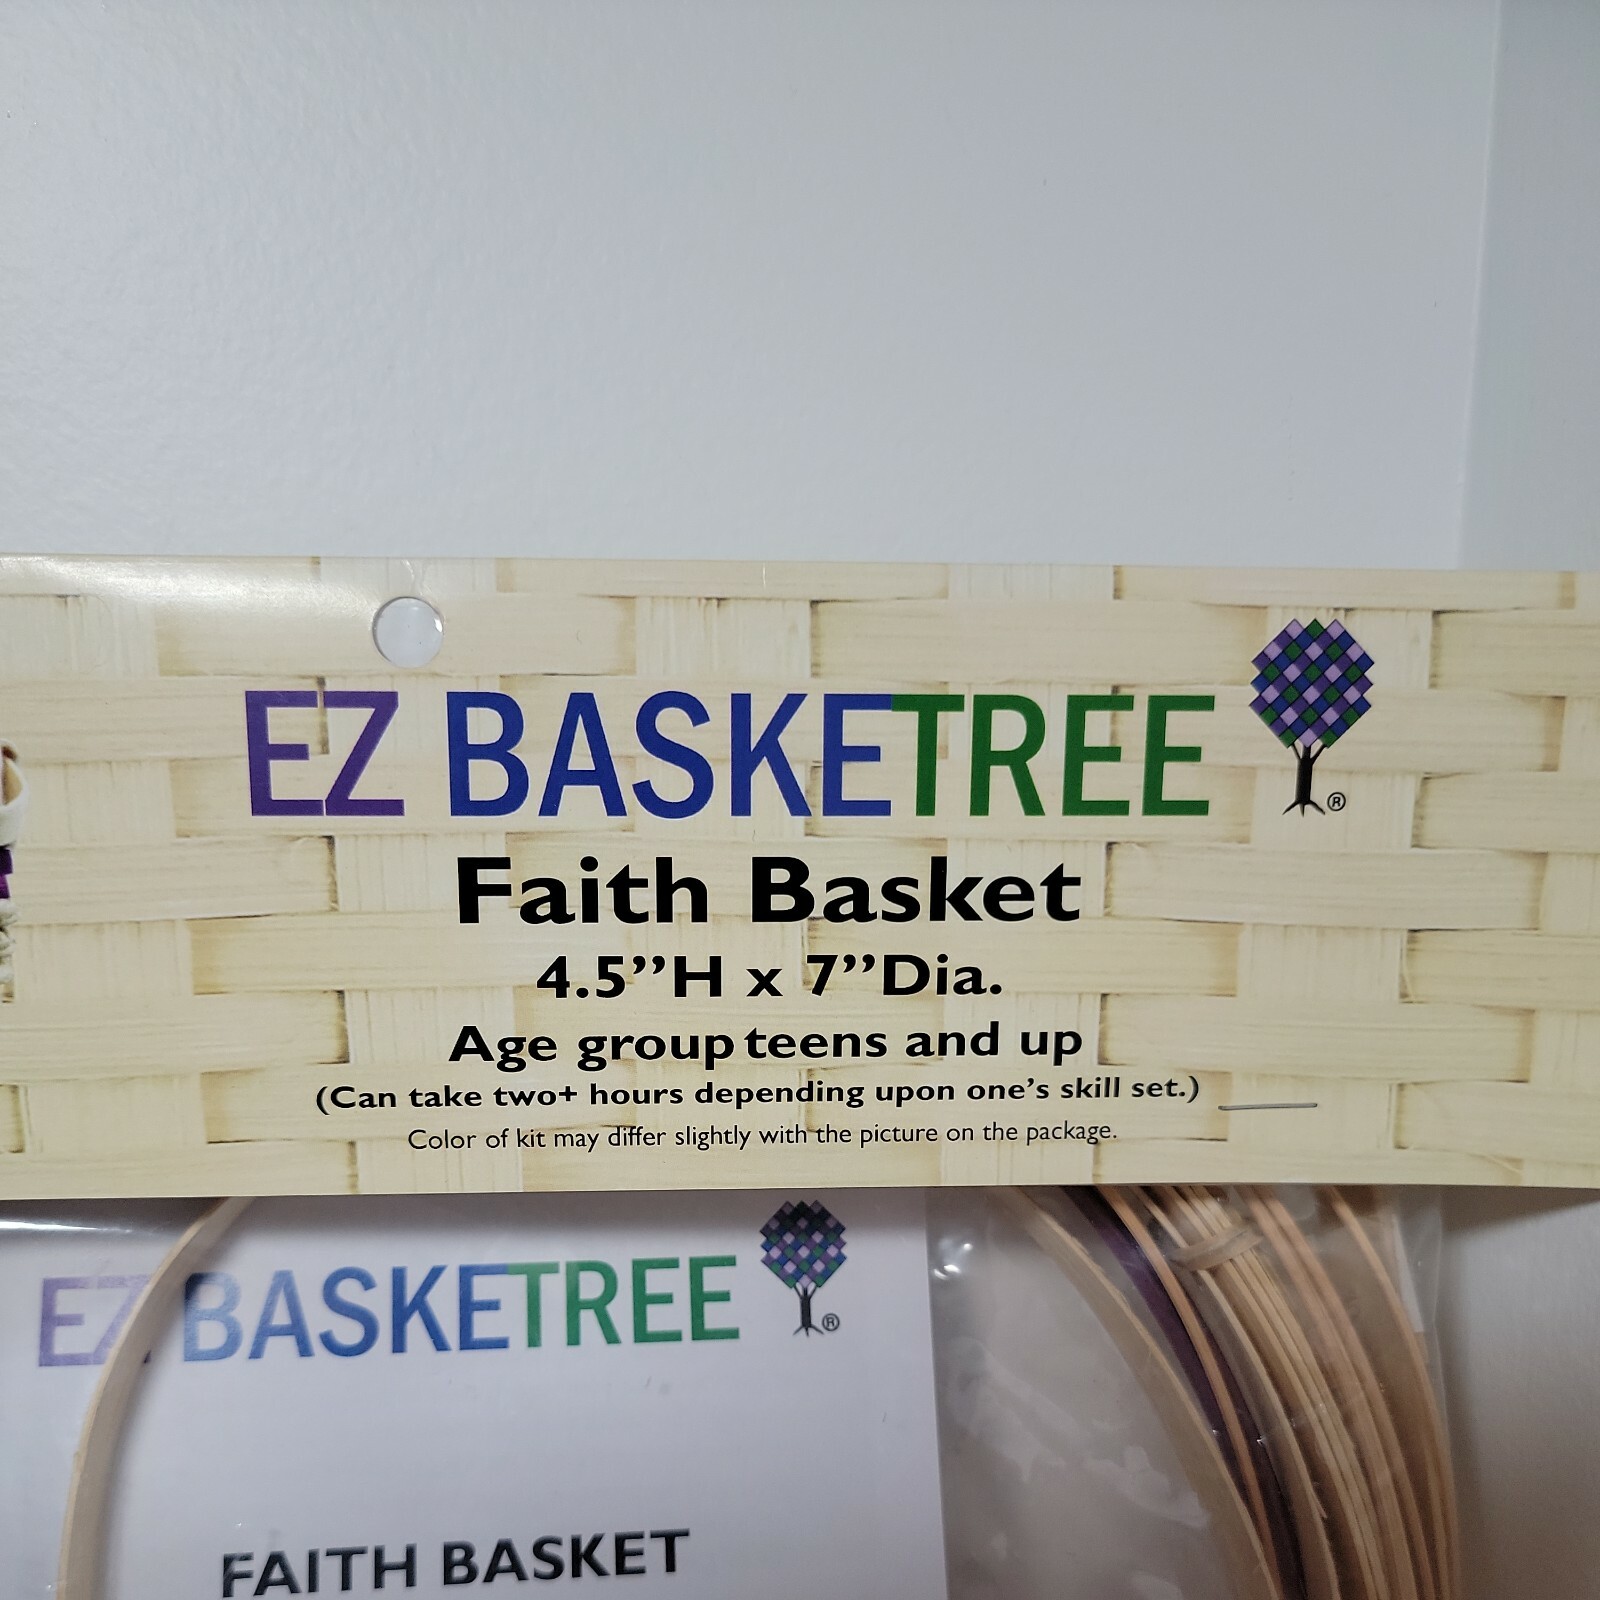 EZ BASKETREE ®
Faith Basket
4.5”H x 7”Dia.
Age group teens and up
(Can take two+ hours depending upon one’s skill set.)
Color of kit may differ slightly with the picture on the package.
EZ BASKETREE ®
FAITH BASKET